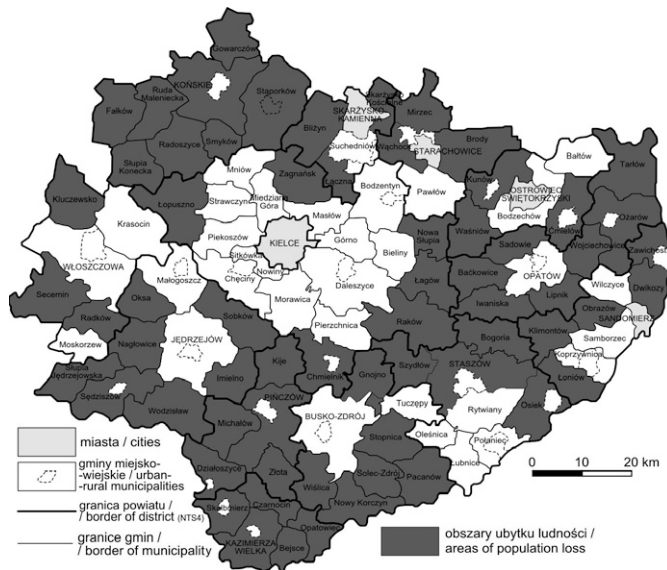 Gowarczów
KOŃSKIE
Stąporków
Ruda
Maleniecka
Fałków
Radoszyce
Smyków
Słupia
Konecka
Skarżysko
Kościelne
SKARŻYSKO-
KAMIENNA
Mirzec
Bliżyn
Suchedniów
Wąchock
STARACHOWICE
Brody
Bałtów
Tarłów
Kluczewsko
Łopuszno
Mniów
Zagnańsk
Łączna
Bodzentyn
Pawłów
Kunów
OSTROWIEC
ŚWIĘTOKRZYSKI
Bodzechów
Ćmielów
Ożarów
Krasocin
Strawczyn
Miedziana
Góra
Masłów
Nowa
Słupia
Waśniów
Sadowie
Wojciechowice
Zawichost
Piekoszów
KIELCE
Górno
Bieliny
WŁOSZCZOWA
Małogoszcz
Sitkówka
Nowiny
Chęciny
Daleszyce
Łagów
Baćkowice
OPATÓW
Wilczyce
Dwikozy
Secemin
Oksa
Morawica
Iwaniska
Lipnik
Obrazów
SANDOMIERZ
Radków
Sobków
Pierzchnica
Raków
Klimontów
Samborzec
Moskorzew
Nagłowice
JĘDRZEJÓW
Bogoria
Koprzywnica
Słupia
Jędrzejowska
Imielno
Kije
Chmielnik
Gnojno
Szydłów
STASZÓW
Łoniów
Sędziszów
Wodzisław
Michałów
PIŃCZÓW
BUSKO-ZDRÓJ
Tuczępy
Rytwiany
Osiek
Stopnica
Oleśnica
Połaniec
Działoszyce
Złota
Wiślica
Solec-Zdrój
Pacanów
Łubnice
Skalbmierz
Czarnocin
Nowy Korczyn
Opatowiec
KAZIMIERZA
WIELKA
Bejsce
miasta / cities
gminy miejsko-
-wiejskie / urban-
-rural municipalities
granica powiatu /
/ border of district (NTS4)
granice gmin /
/ border of municipality
0 10 20 km
obszary ubytku ludności /
areas of population loss